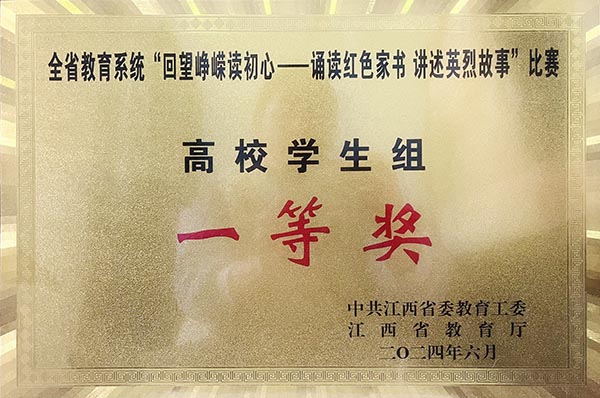 全省教育系统“回望峥嵘读初心——诵读红色家书 讲述英烈故事”比赛
高校学生组
一等奖
中共江西省委教育工委
江西省教育厅
二〇二四年六月